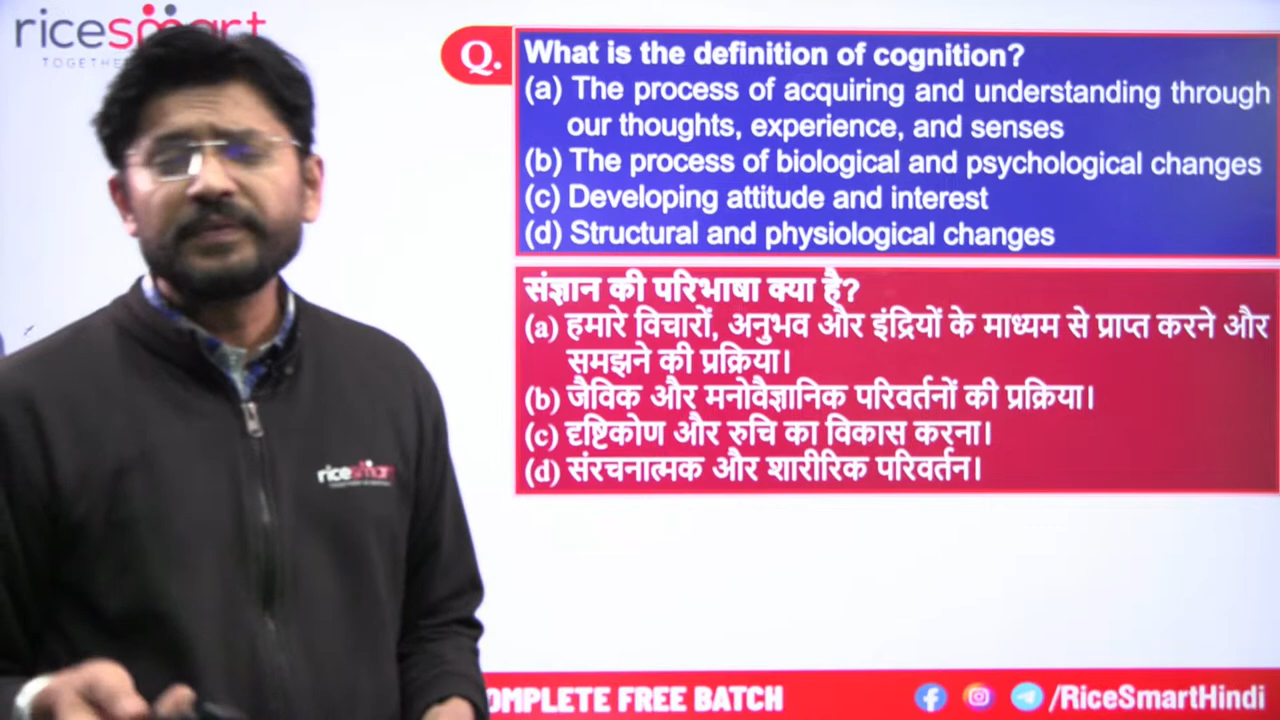 ricesmart
Q.
What is the definition of cognition?
(a) The process of acquiring and understanding through
our thoughts, experience, and senses
(b) The process of biological and psychological changes
(c) Developing attitude and interest
(d) Structural and physiological changes
संज्ञान की परिभाषा क्या है?
(a) हमारे विचारों, अनुभव और इंद्रियों के माध्यम से प्राप्त करने और
समझने की प्रक्रिया।
(b) जैविक और मनोवैज्ञानिक परिवर्तनों की प्रक्रिया।
(c) दृष्टिकोण और रुचि का विकास करना।
(d) संरचनात्मक और शारीरिक परिवर्तन।
ricesmart
OMPLETE FREE BATCH
/RiceSmartHindi